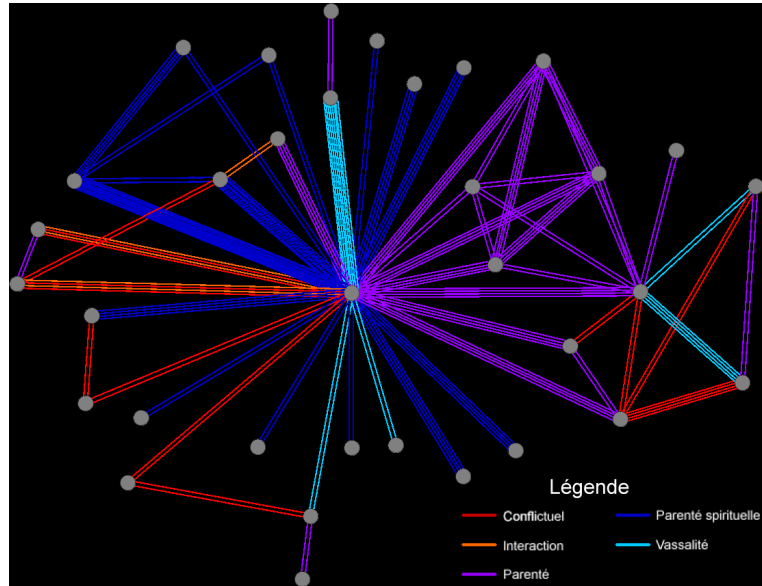 Légende
Conflictuel
Parenté spirituelle
Interaction
Vassalité
Parenté